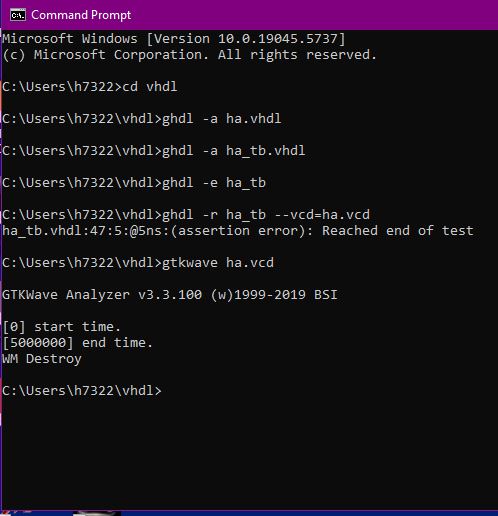 Command Prompt
Microsoft Windows [Version 10.0.19045.5737]
(c) Microsoft Corporation. All rights reserved.
C:\Users\h7322>cd vhdl
C:\Users\h7322\vhdl>ghdl -a ha.vhdl
C:\Users\h7322\vhdl>ghdl -a ha_tb.vhdl
C:\Users\h7322\vhdl>ghdl -e ha_tb
C:\Users\h7322\vhdl>ghdl -r ha_tb --vcd=ha.vcd
ha_tb.vhdl:47:5:@5ns:(assertion error): Reached end of test
C:\Users\h7322\vhdl>gtkwave ha.vcd
GTKWave Analyzer v3.3.100 (w)1999-2019 BSI
[0] start time.
[5000000] end time.
WM Destroy
C:\Users\h7322\vhdl>